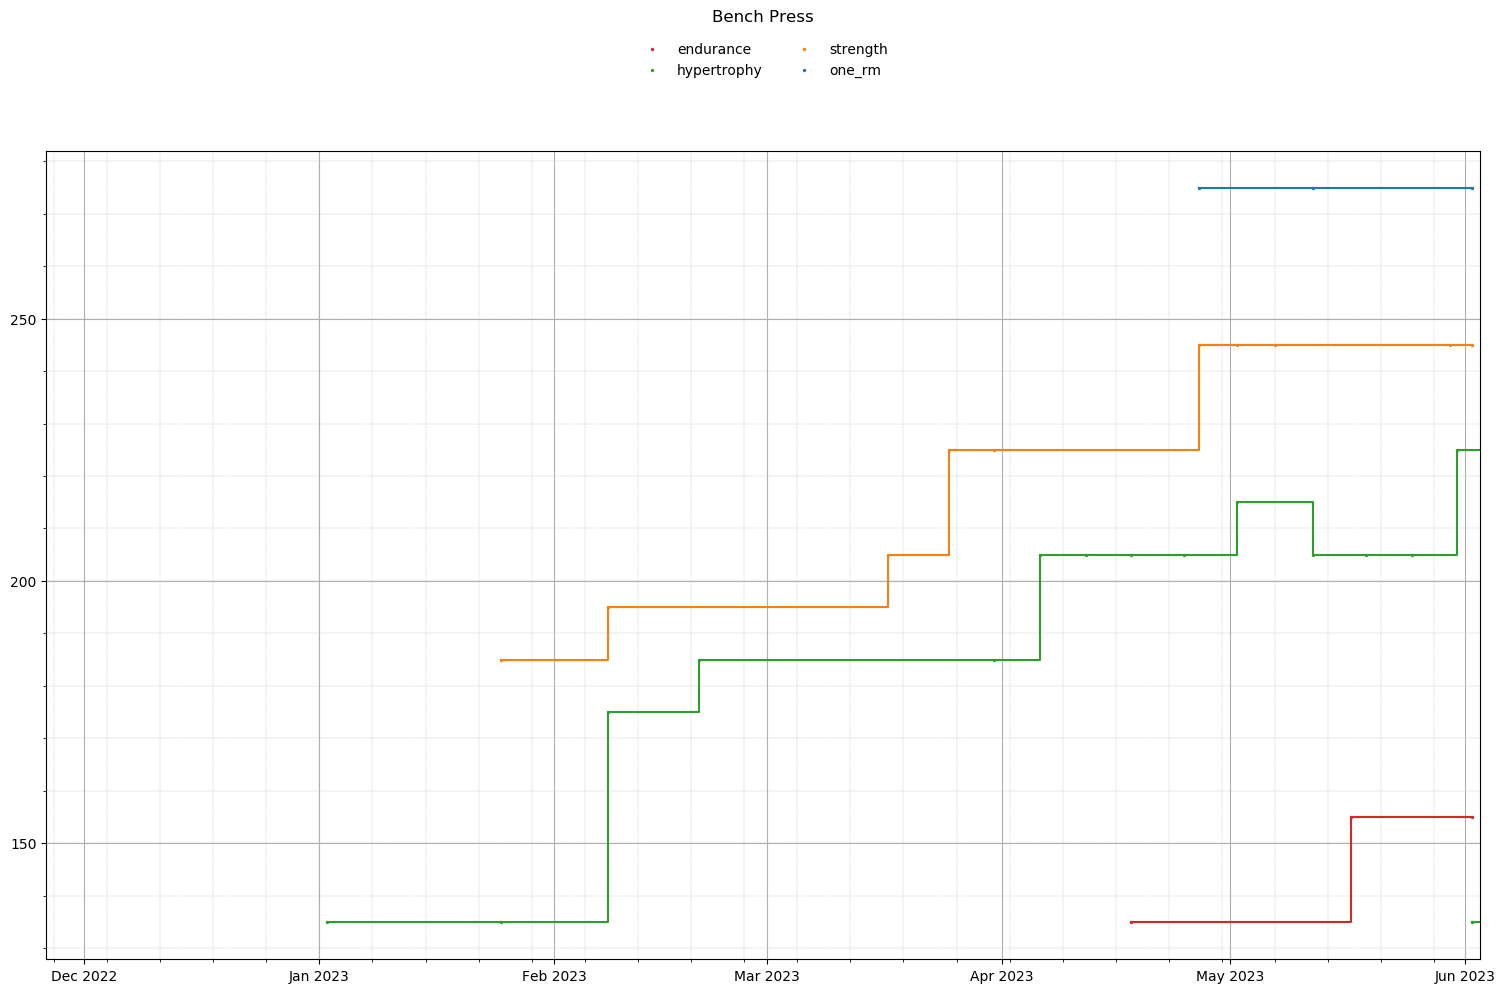 Bench Press
endurance
strength
hypertrophy
one_rm
250
200
150
Dec 2022
Jan 2023
Feb 2023
Mar 2023
Apr 2023
May 2023
Jun 2023